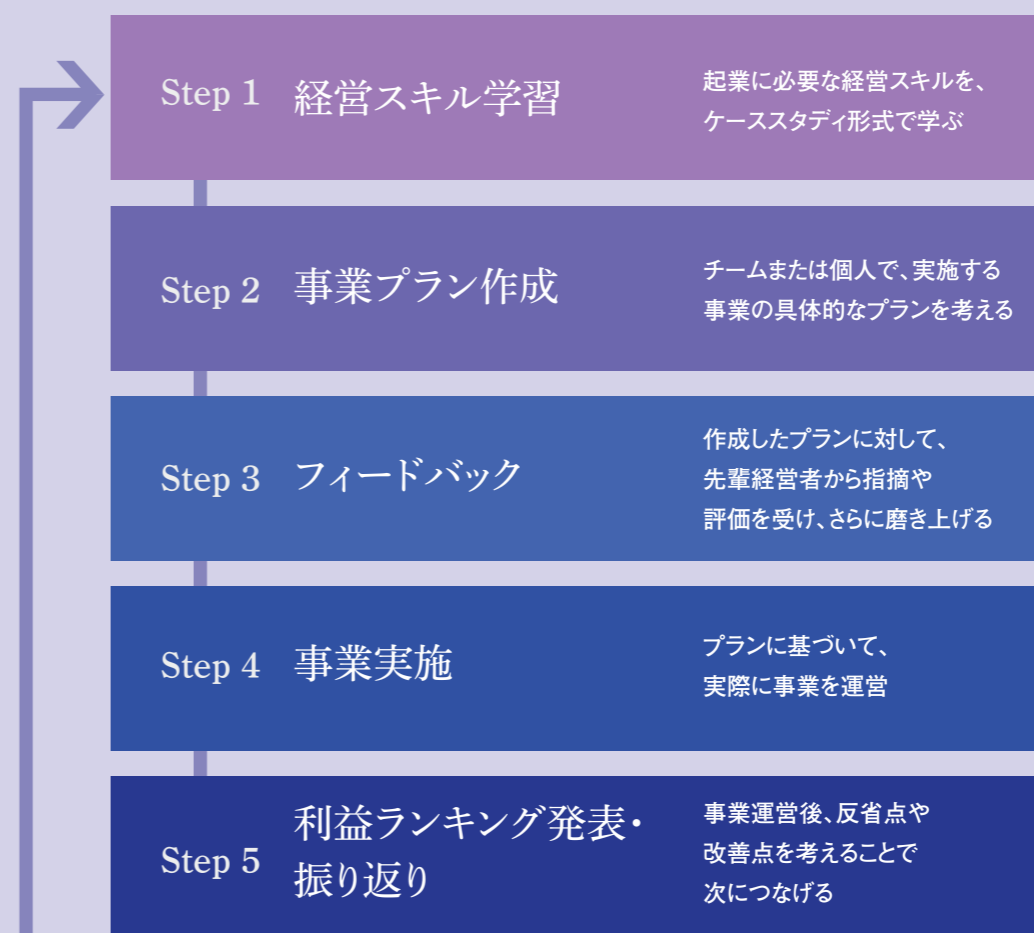 Step 1 経営スキル学習
起業に必要な経営スキルを、
ケーススタディ形式で学ぶ
Step 2 事業プラン作成
チームまたは個人で、実施する
事業の具体的なプランを考える
Step 3 フィードバック
作成したプランに対して、
先輩経営者から指摘や
評価を受け、さらに磨き上げる
Step 4 事業実施
プランに基づいて、
実際に事業を運営
Step 5
利益ランキング発表・
振り返り
事業運営後、反省点や
改善点を考えることで
次につなげる